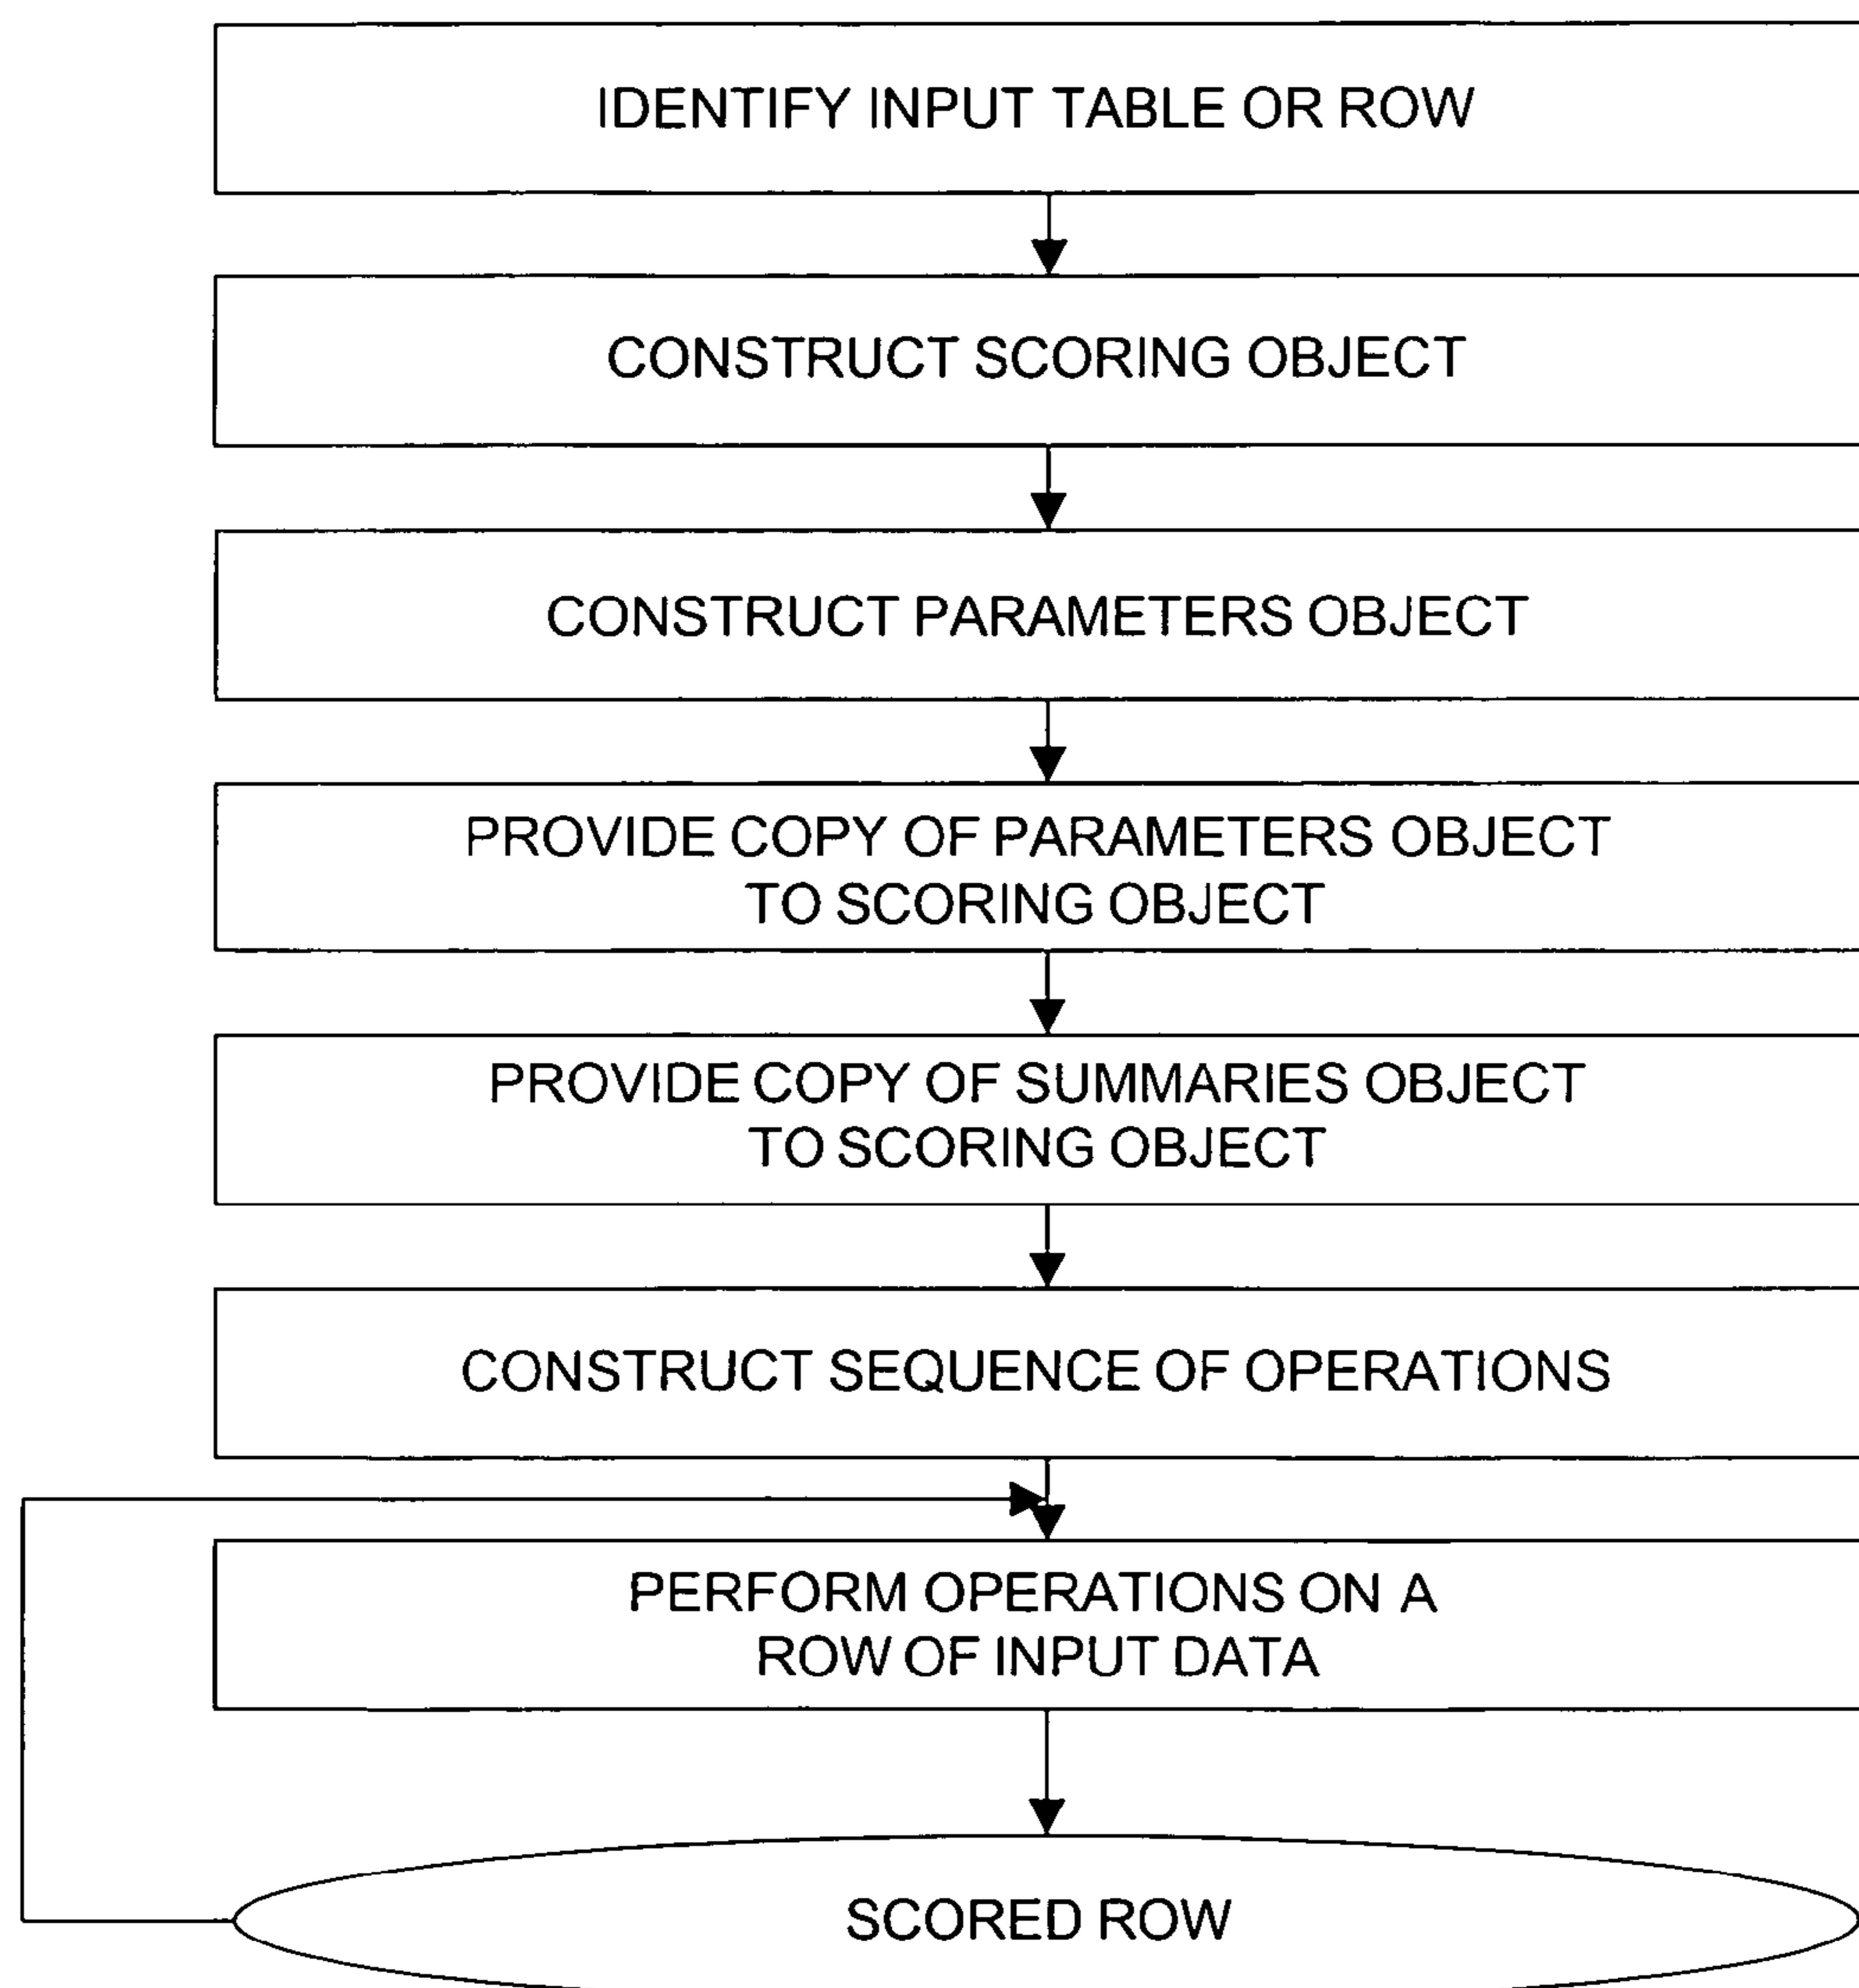 IDENTIFY INPUT TABLE OR ROW
CONSTRUCT SCORING OBJECT
CONSTRUCT PARAMETERS OBJECT
PROVIDE COPY OF PARAMETERS OBJECT
TO SCORING OBJECT
PROVIDE COPY OF SUMMARIES OBJECT
TO SCORING OBJECT
CONSTRUCT SEQUENCE OF OPERATIONS
PERFORM OPERATIONS ON A
ROW OF INPUT DATA
SCORED ROW